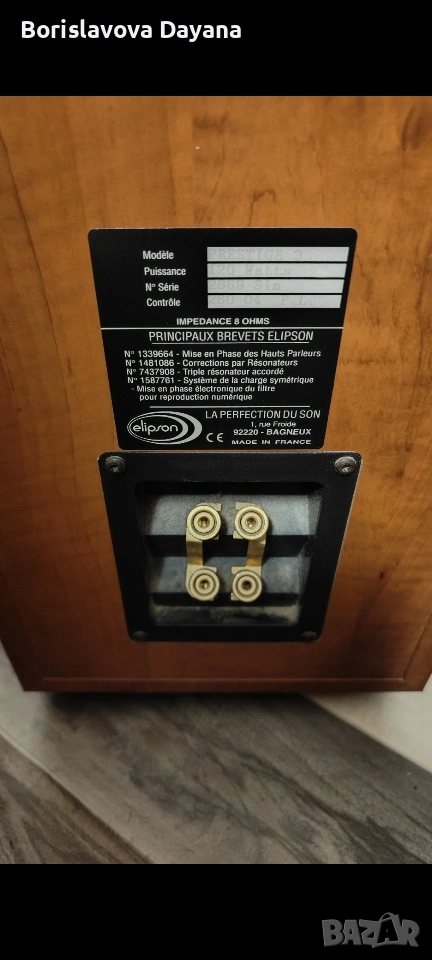 Borislavova Dayana
Modèle PRESTIGE 3
Puissance 120 Watts
N° Série
Contrôle
IMPEDANCE 8 OHMS
PRINCIPAUX BREVETS ELIPSON
N° 1339664 - Mise en Phase des Hauts Parleurs
N° 1481086 - Corrections par Résonateurs
N° 7437908 - Triple résonateur accordé
N° 1587761 - Système de la charge symétrique
- Mise en phase électronique du filtre
pour reproduction numérique
elipson
CE
LA PERFECTION DU SON
1, rue Froide
92220 - BAGNEUX
MADE IN FRANCE
BAZAR